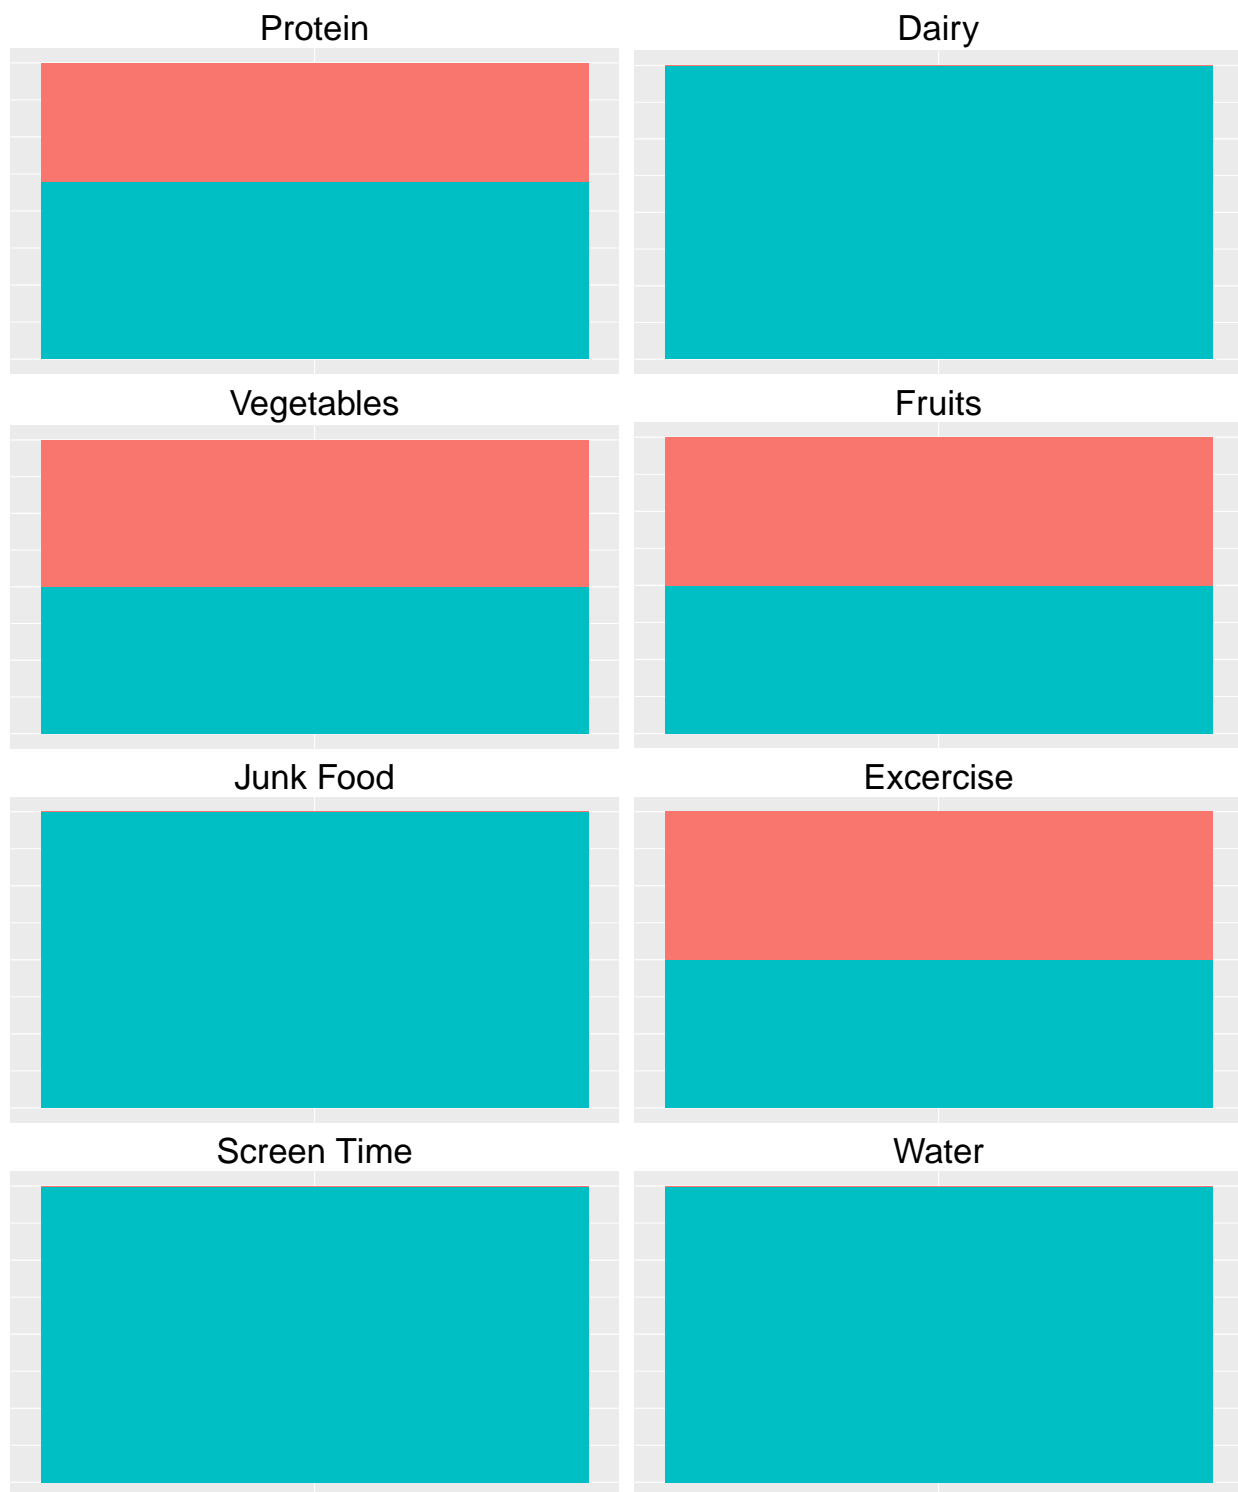 Protein
Dairy
Vegetables
Fruits
Junk Food
Excercise
Screen Time
Water